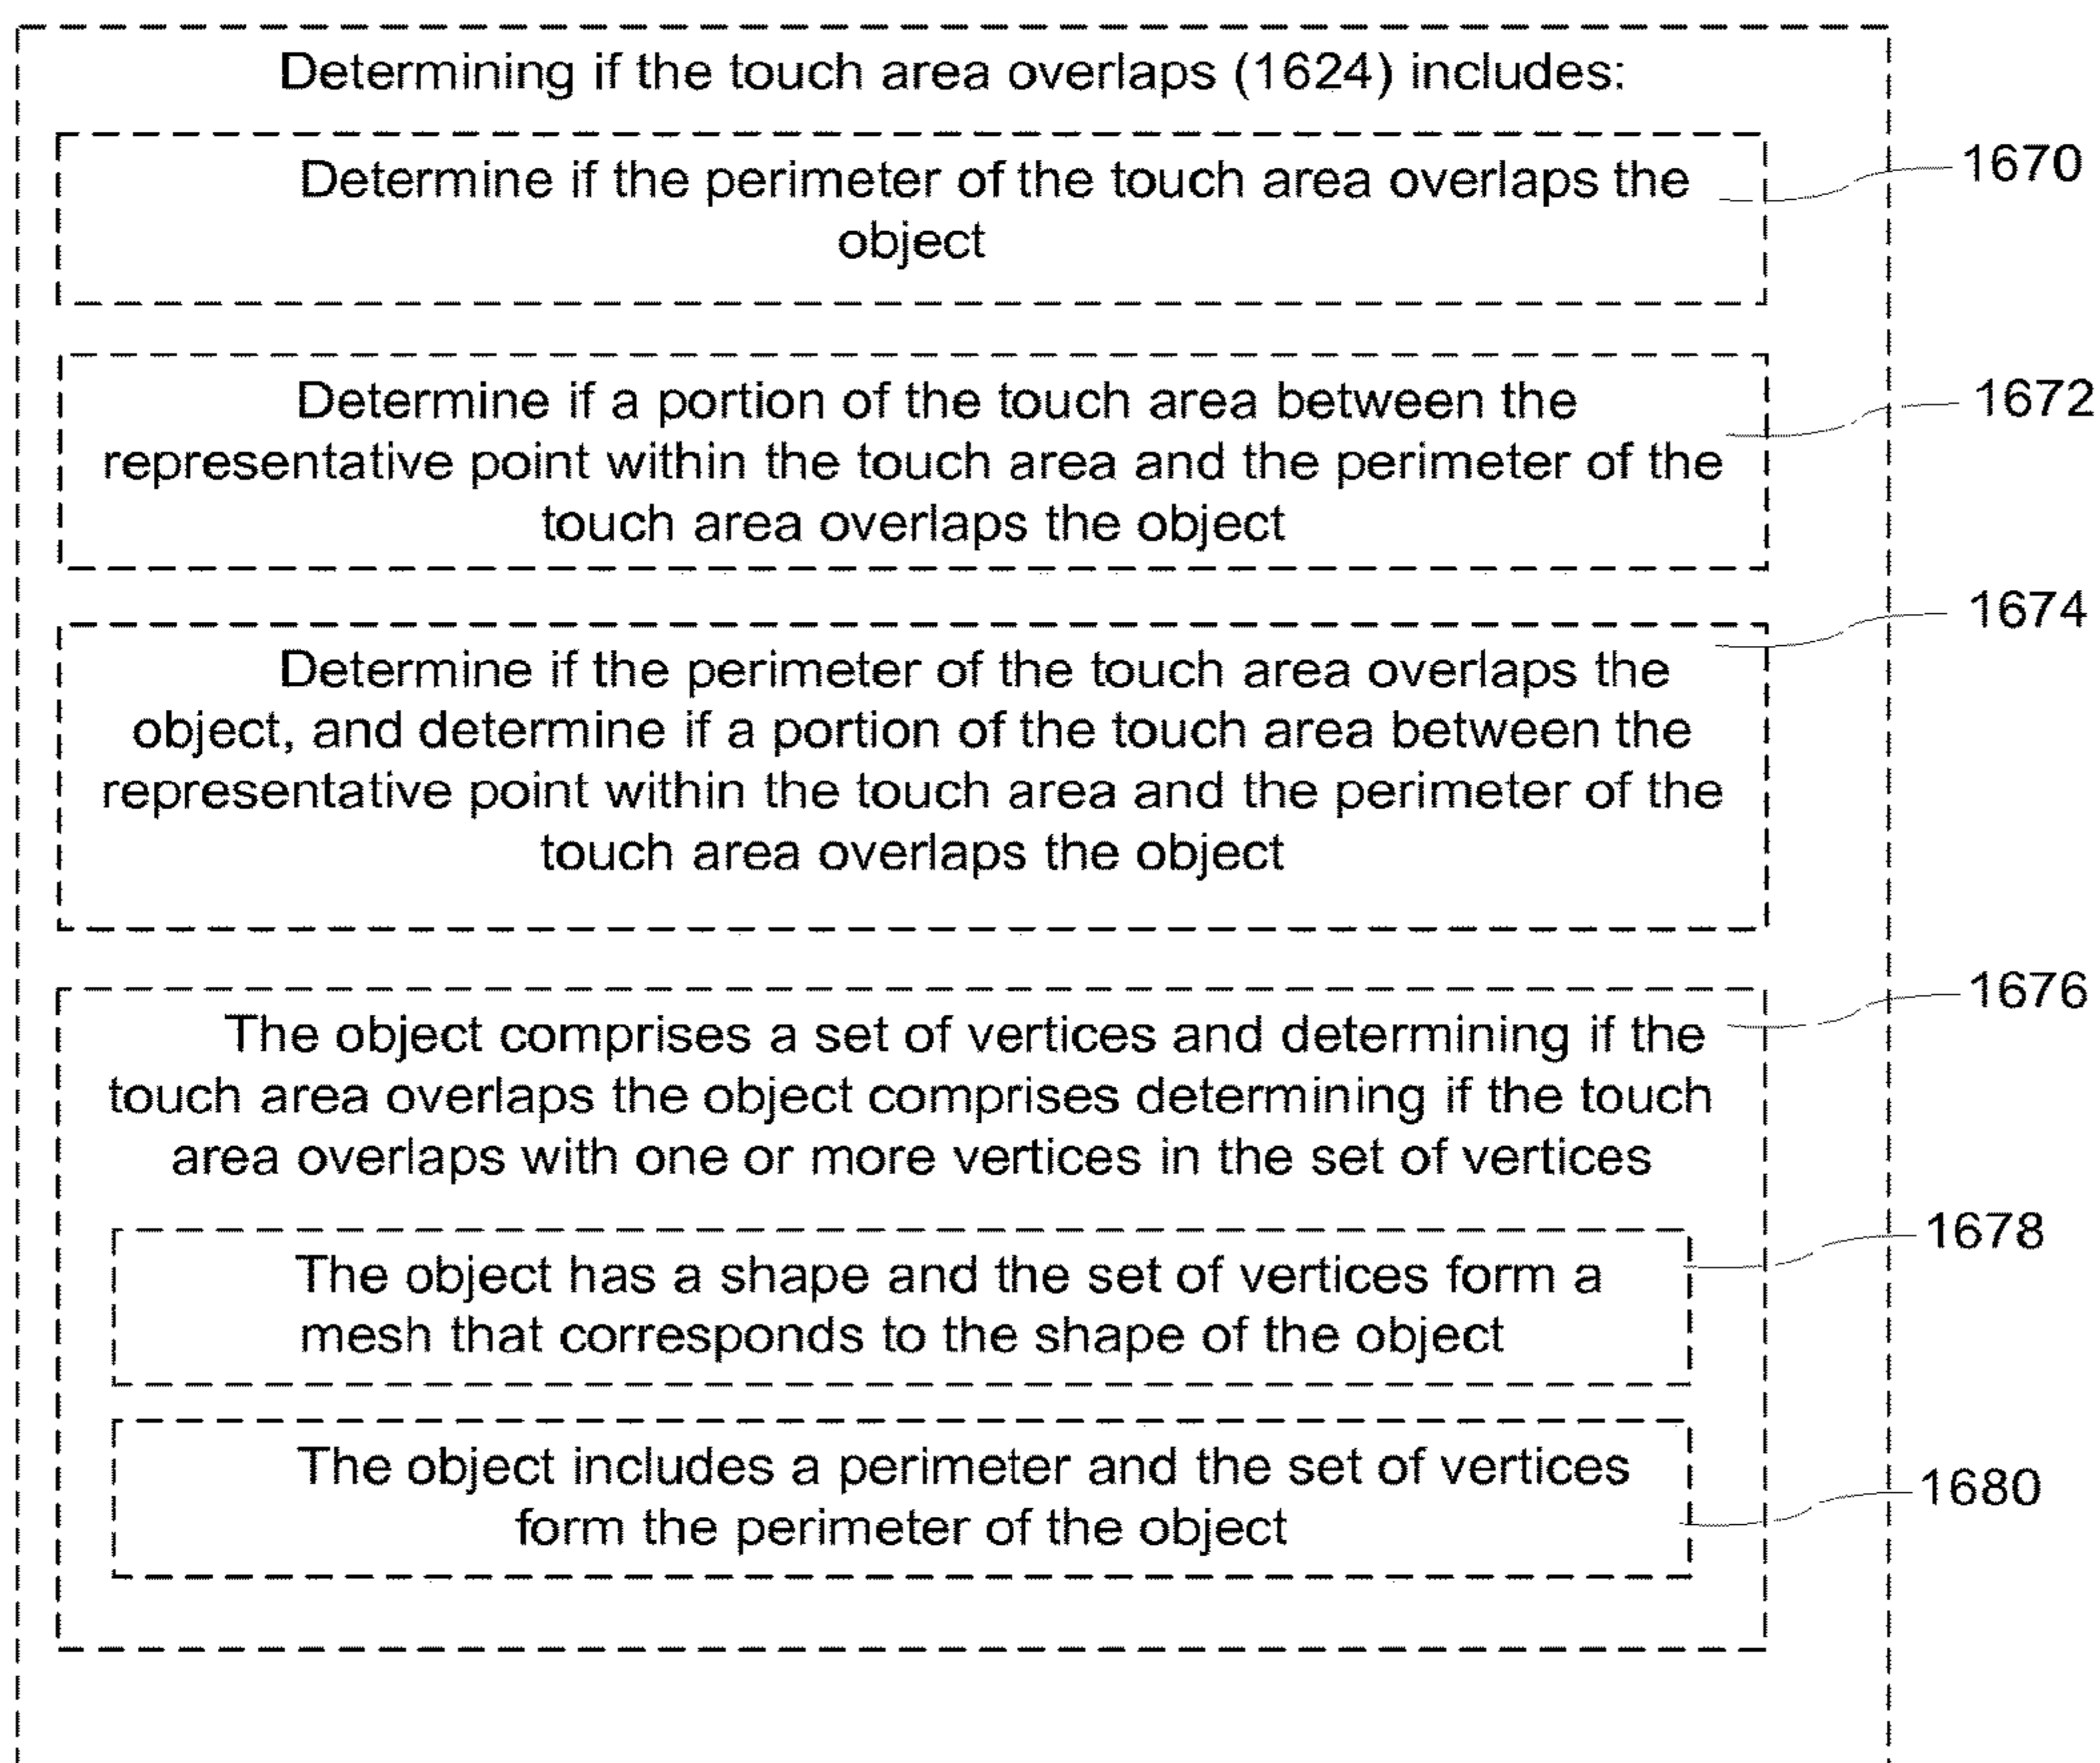 Determining if the touch area overlaps (1624) includes:
Determine if the perimeter of the touch area overlaps the
object
1670
Determine if a portion of the touch area between the
representative point within the touch area and the perimeter of the
touch area overlaps the object
1672
Determine if the perimeter of the touch area overlaps the
object, and determine if a portion of the touch area between the
representative point within the touch area and the perimeter of the
touch area overlaps the object
1674
The object comprises a set of vertices and determining if the
touch area overlaps the object comprises determining if the touch
area overlaps with one or more vertices in the set of vertices
1676
The object has a shape and the set of vertices form a
mesh that corresponds to the shape of the object
1678
The object includes a perimeter and the set of vertices
form the perimeter of the object
1680